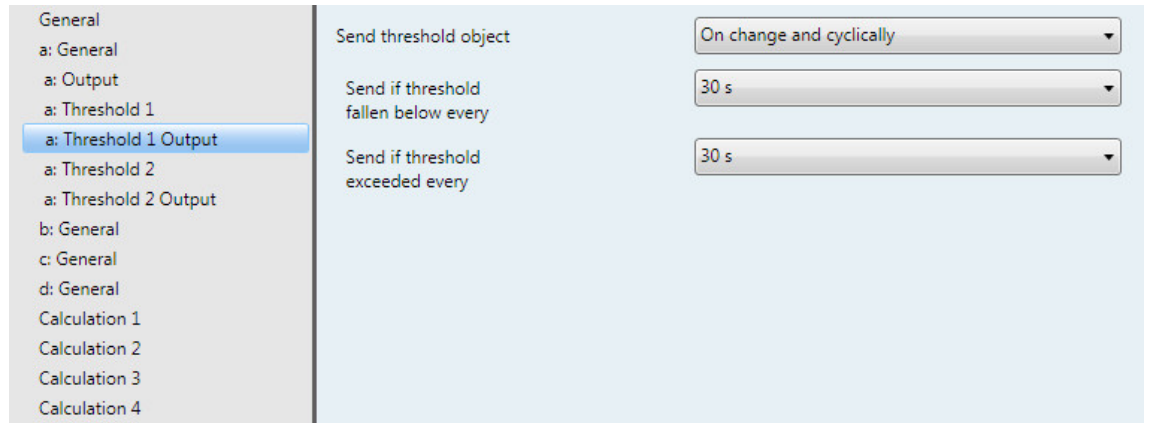 General
a: General
a: Output
a: Threshold 1
a: Threshold 1 Output
a: Threshold 2
a: Threshold 2 Output
b: General
c: General
d: General
Calculation 1
Calculation 2
Calculation 3
Calculation 4
Send threshold object
On change and cyclically
Send if threshold
fallen below every
30 s
Send if threshold
exceeded every
30 s